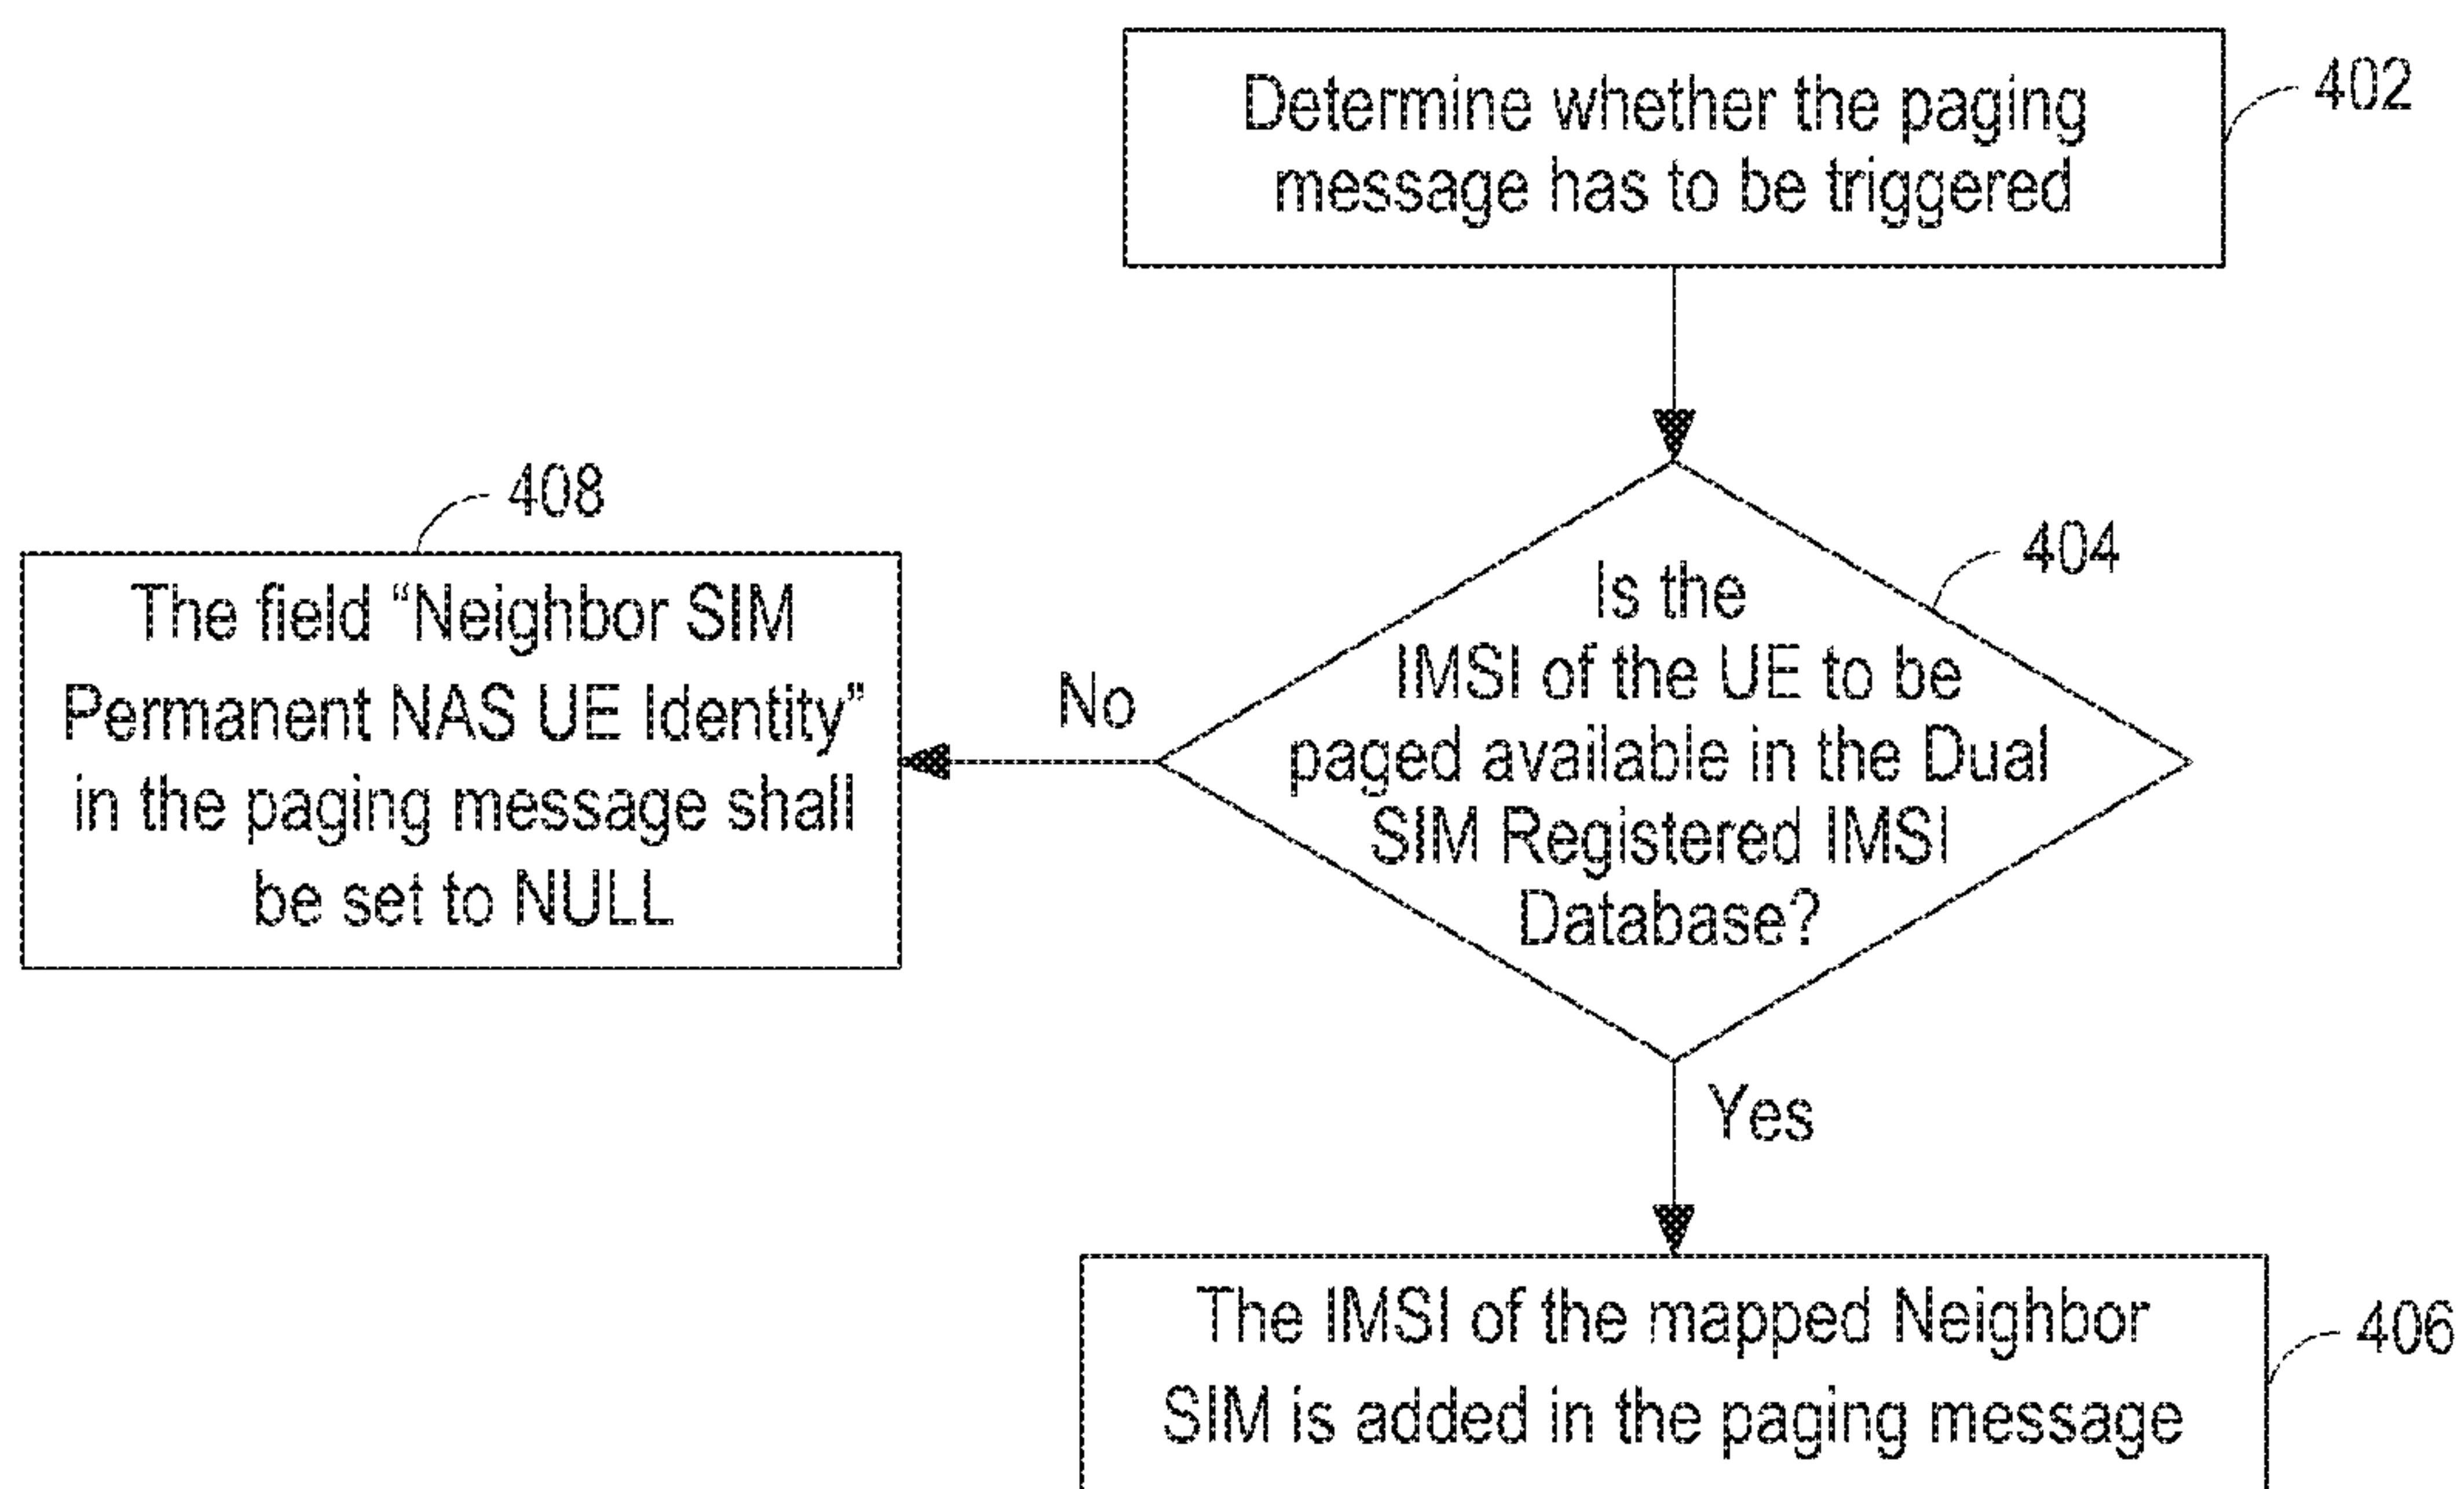 Determine whether the paging
message has to be triggered
402
408
The field “Neighbor SIM
Permanent NAS UE Identity”
in the paging message shall
be set to NULL
No
404
Is the
IMSI of the UE to be
paged available in the Dual
SIM Registered IMSI
Database?
Yes
The IMSI of the mapped Neighbor
SIM is added in the paging message
406